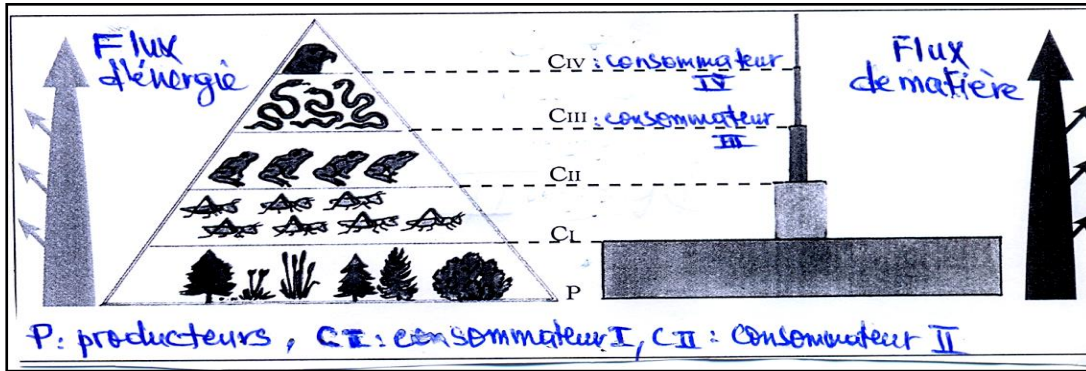 Flux
d'énergie
CIV : consommateur
IV
CIII : consommateur
III
CII
CI
P
Flux
de matière
P: producteurs, CI : consommateur I, CII : consommateur II